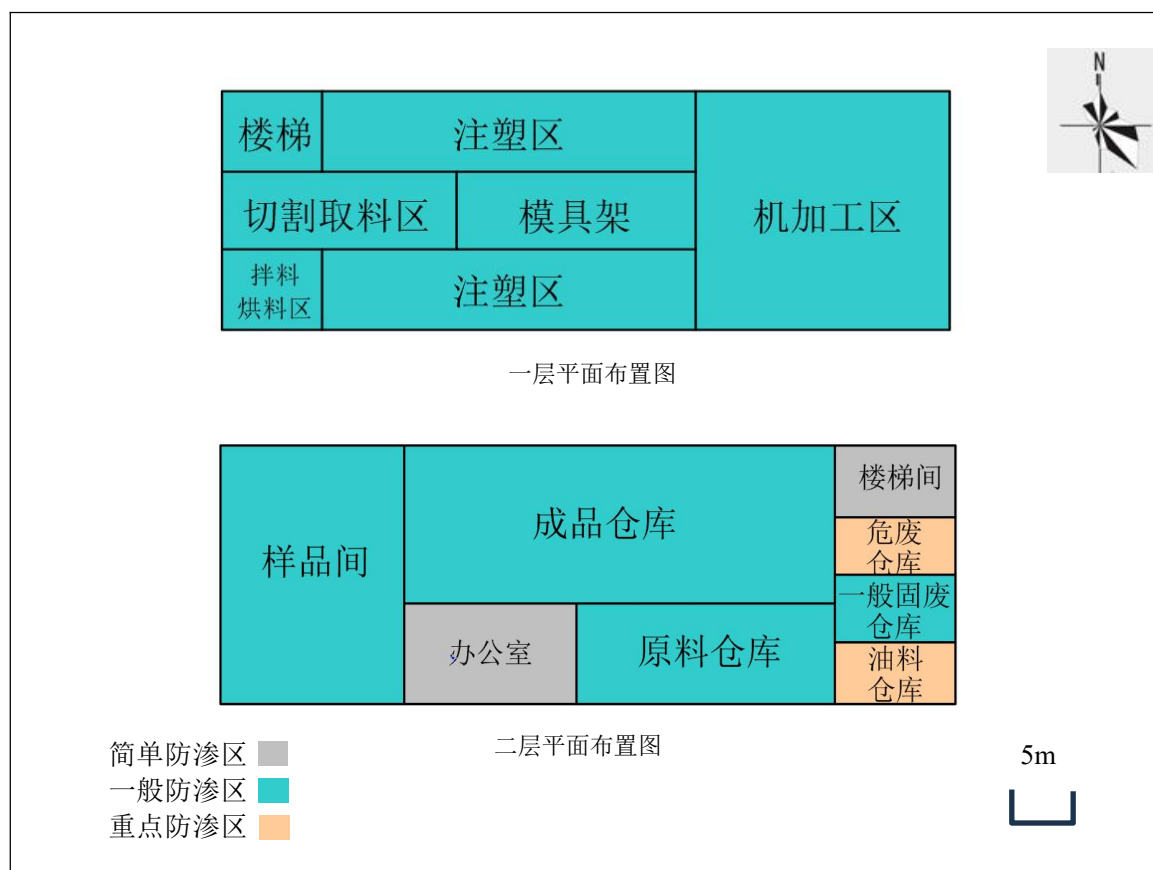 N
楼梯
注塑区
机加工区
切割取料区
模具架
拌料
烘料区
注塑区
一层平面布置图
样品间
成品仓库
楼梯间
危废
仓库
一般固废
仓库
办公室
原料仓库
油料
仓库
二层平面布置图
简单防渗区
一般防渗区
重点防渗区
5m